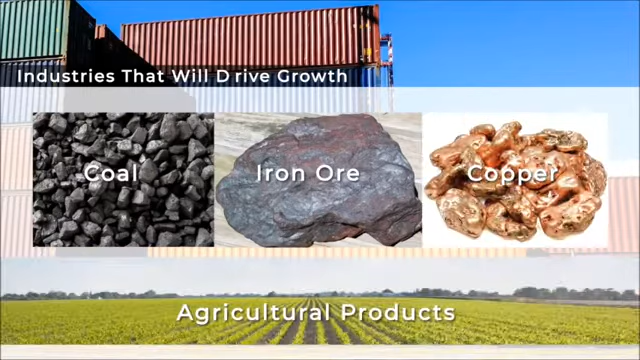 Industries That Will Drive Growth
Coal Iron Ore Copper
Agricultural Products